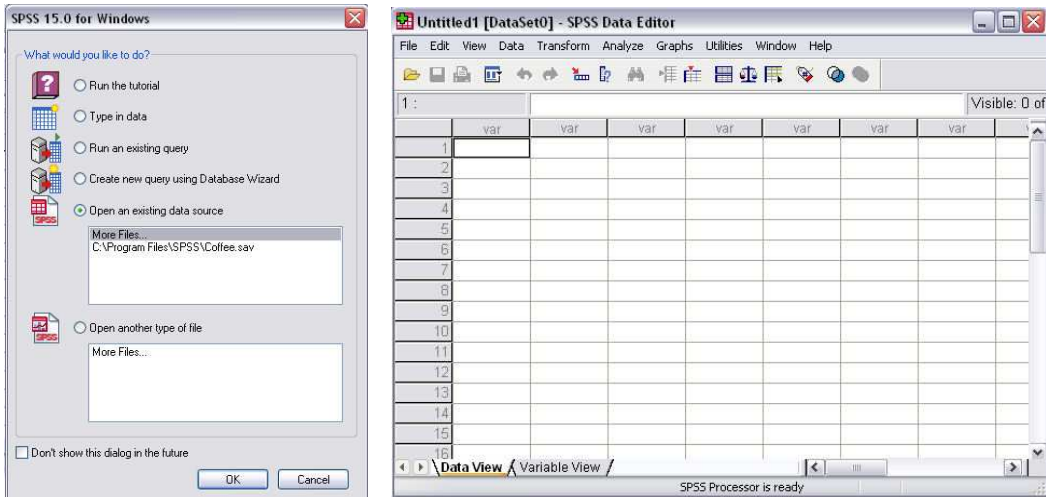 SPSS 15.0 for Windows
What would you like to do?
Run the tutorial
Type in data
Run an existing query
Create new query using Database Wizard
Open an existing data source
SPSS
More Files...
C:\Program Files\SPSS\Coffee.sav
Open another type of file
SPSS
More Files...
Don't show this dialog in the future
OK Cancel
Untitled1 [DataSet0] - SPSS Data Editor
File Edit View Data Transform Analyze Graphs Utilities Window Help
1 : Visible: 0 of
var var var var var var var
1
2
3
4
5
6
7
8
9
10
11
12
13
14
15
16
Data View Variable View
SPSS Processor is ready